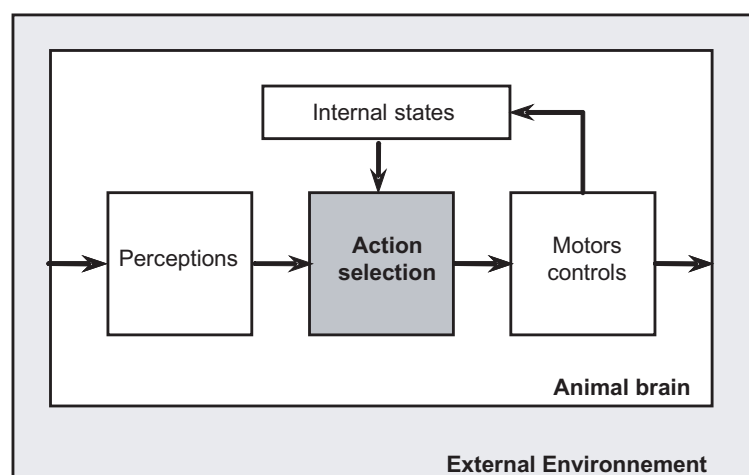 Internal states
Perceptions
Action
selection
Motors
controls
Animal brain
External Environnement